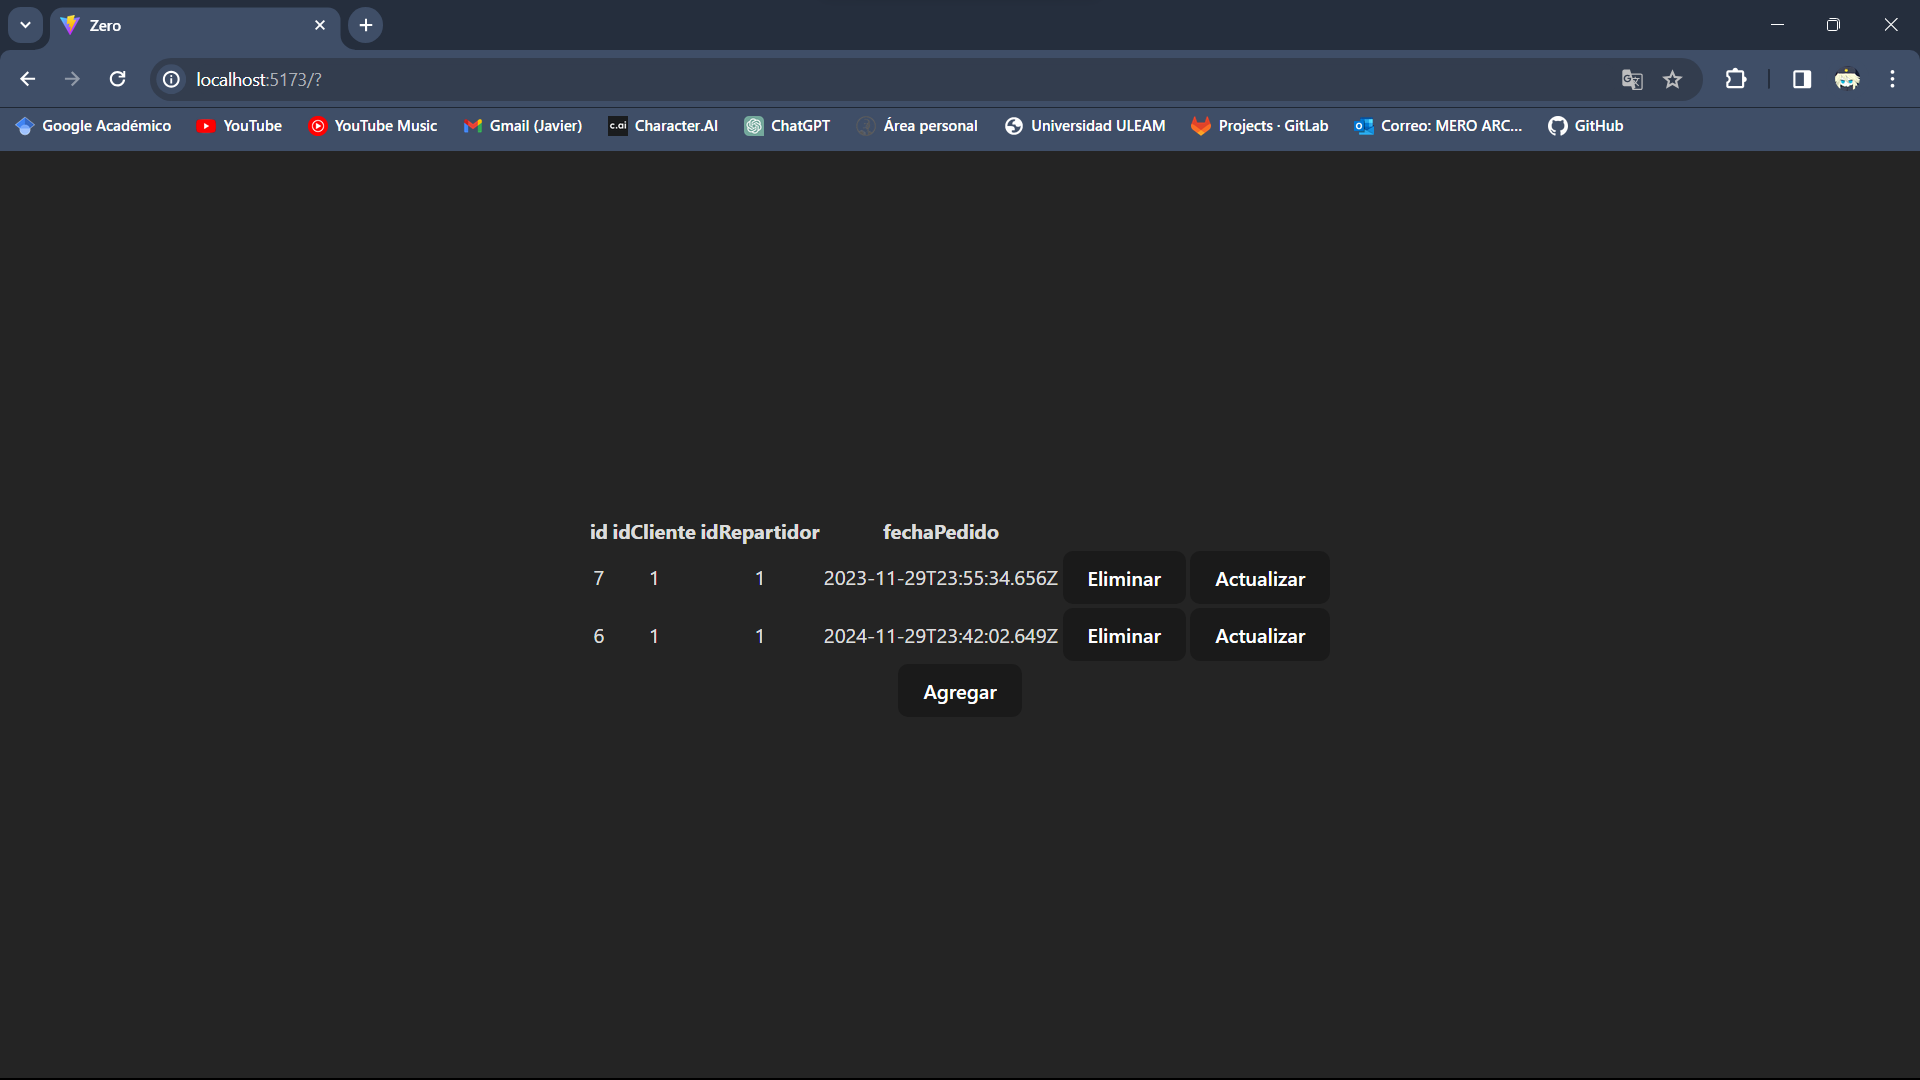 Zero
localhost:5173/?
Google Académico YouTube YouTube Music Gmail (Javier) c.ai Character.AI ChatGPT Área personal Universidad ULEAM Projects · GitLab Correo: MERO ARC... GitHub
id idCliente idRepartidor fechaPedido
7 1 1 2023-11-29T23:55:34.656Z Eliminar Actualizar
6 1 1 2024-11-29T23:42:02.649Z Eliminar Actualizar
Agregar